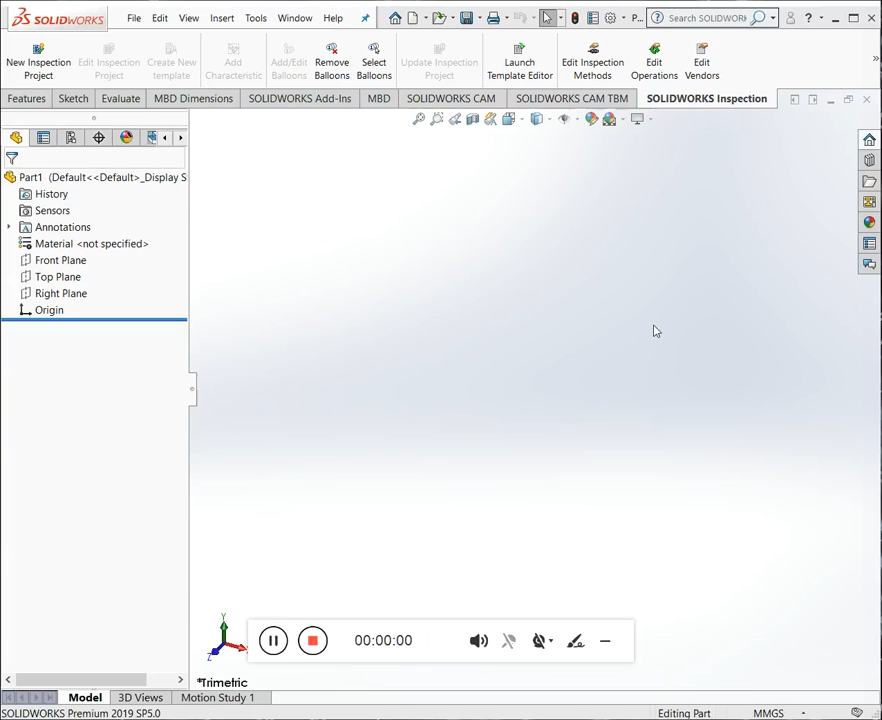 SOLIDWORKS File Edit View Insert Tools Window Help P... Search SOLIDWOR ?
New Inspection Project
Edit Inspection Project
Create New template
Add Characteristic
Add/Edit Balloons
Remove Balloons
Select Balloons
Update Inspection Project
Launch Template Editor
Edit Inspection Methods
Edit Operations
Edit Vendors
»
Features Sketch Evaluate MBD Dimensions SOLIDWORKS Add-Ins MBD SOLIDWORKS CAM SOLIDWORKS CAM TBM SOLIDWORKS Inspection
Part1 (Default<<Default>_Display S
History
Sensors
Annotations
Material <not specified>
Front Plane
Top Plane
Right Plane
Origin
Y
Z
00:00:00
*Trimetric
Model 3D Views Motion Study 1
SOLIDWORKS Premium 2019 SP5.0 Editing Part MMGS